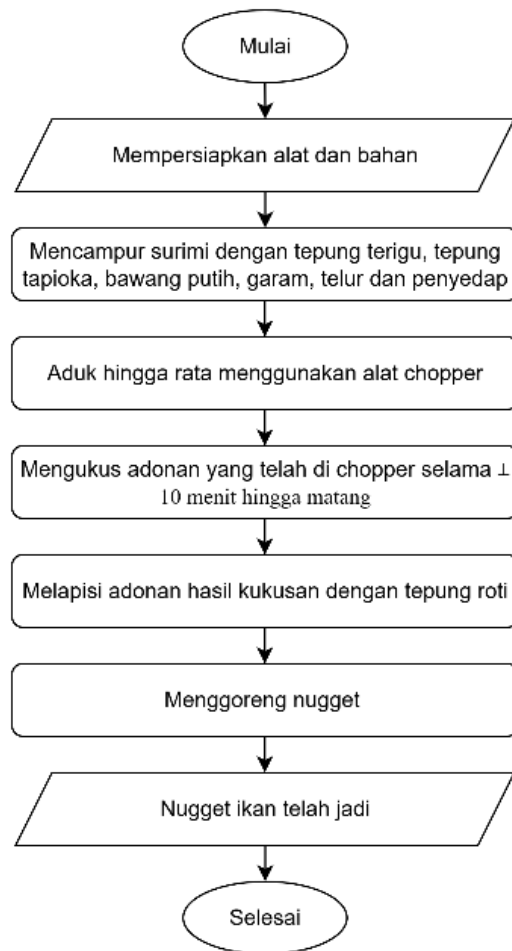 Mulai
Mempersiapkan alat dan bahan
Mencampur surimi dengan tepung terigu, tepung
tapioka, bawang putih, garam, telur dan penyedap
Aduk hingga rata menggunakan alat chopper
Mengukus adonan yang telah di chopper selama ⊥
10 menit hingga matang
Melapisi adonan hasil kukusan dengan tepung roti
Menggoreng nugget
Nugget ikan telah jadi
Selesai